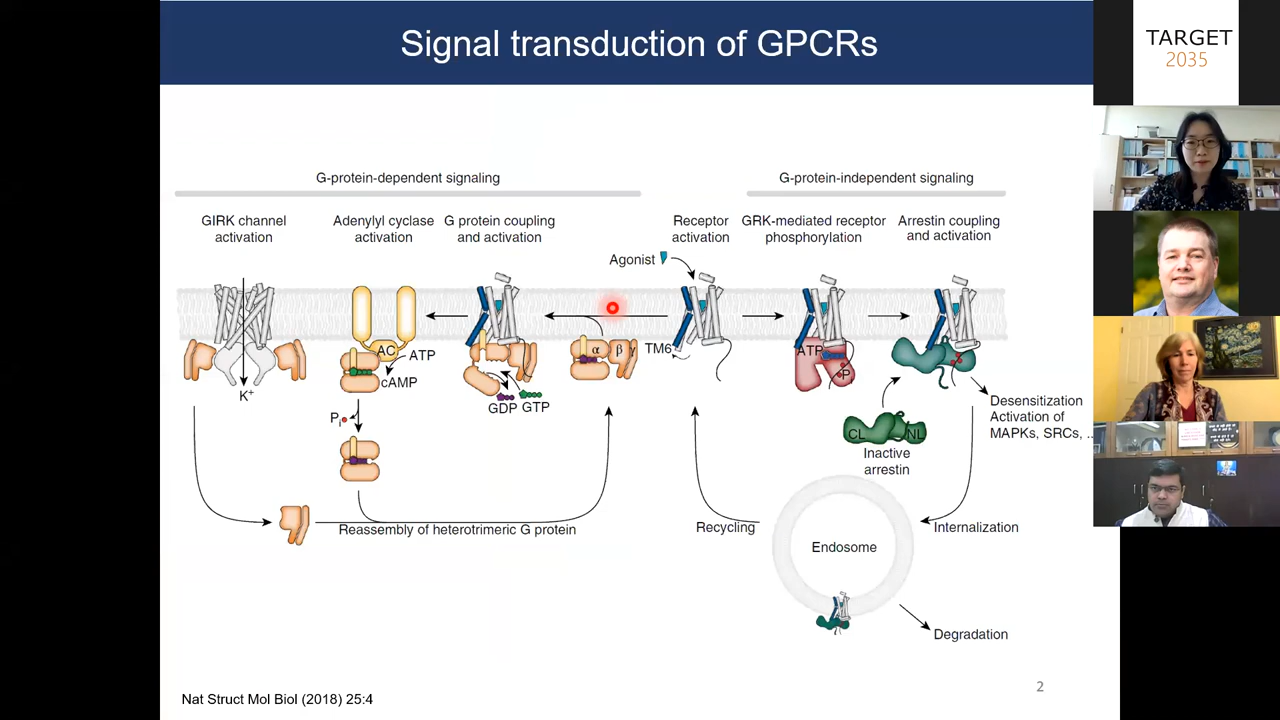 Signal transduction of GPCRs
TARGET
2035
G-protein-dependent signaling
G-protein-independent signaling
GIRK channel
activation
Adenylyl cyclase
activation
G protein coupling
and activation
Receptor
activation
GRK-mediated receptor
phosphorylation
Arrestin coupling
and activation
Agonist
α
β
γ
TM6
AC
ATP
cAMP
K+
Pi
GDP
GTP
ATP
P
CL
NL
Inactive
arrestin
Desensitization
Activation of
MAPKs, SRCs, ..
Reassembly of heterotrimeric G protein
Recycling
Endosome
Internalization
Degradation
Nat Struct Mol Biol (2018) 25:4
2